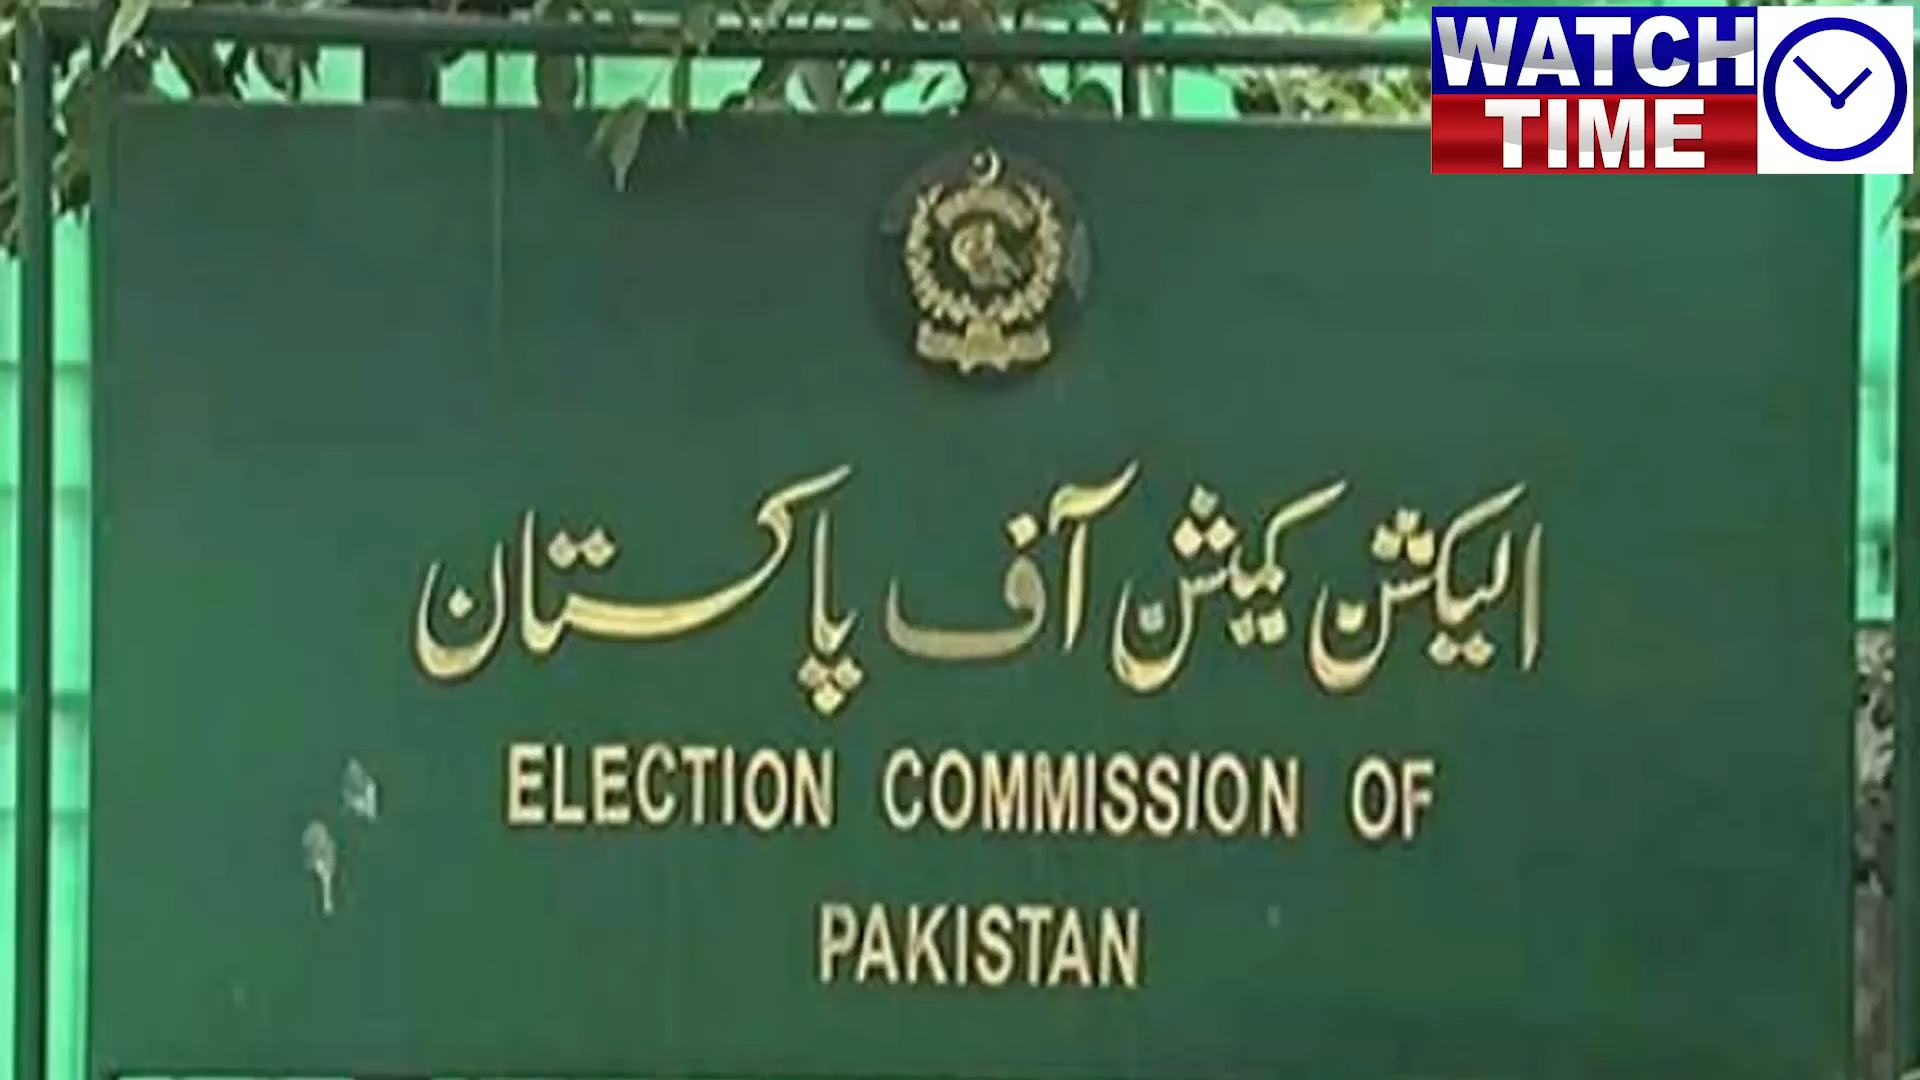 WATCH
TIME
الیکشن کمیشن آف پاکستان
ELECTION COMMISSION OF
PAKISTAN